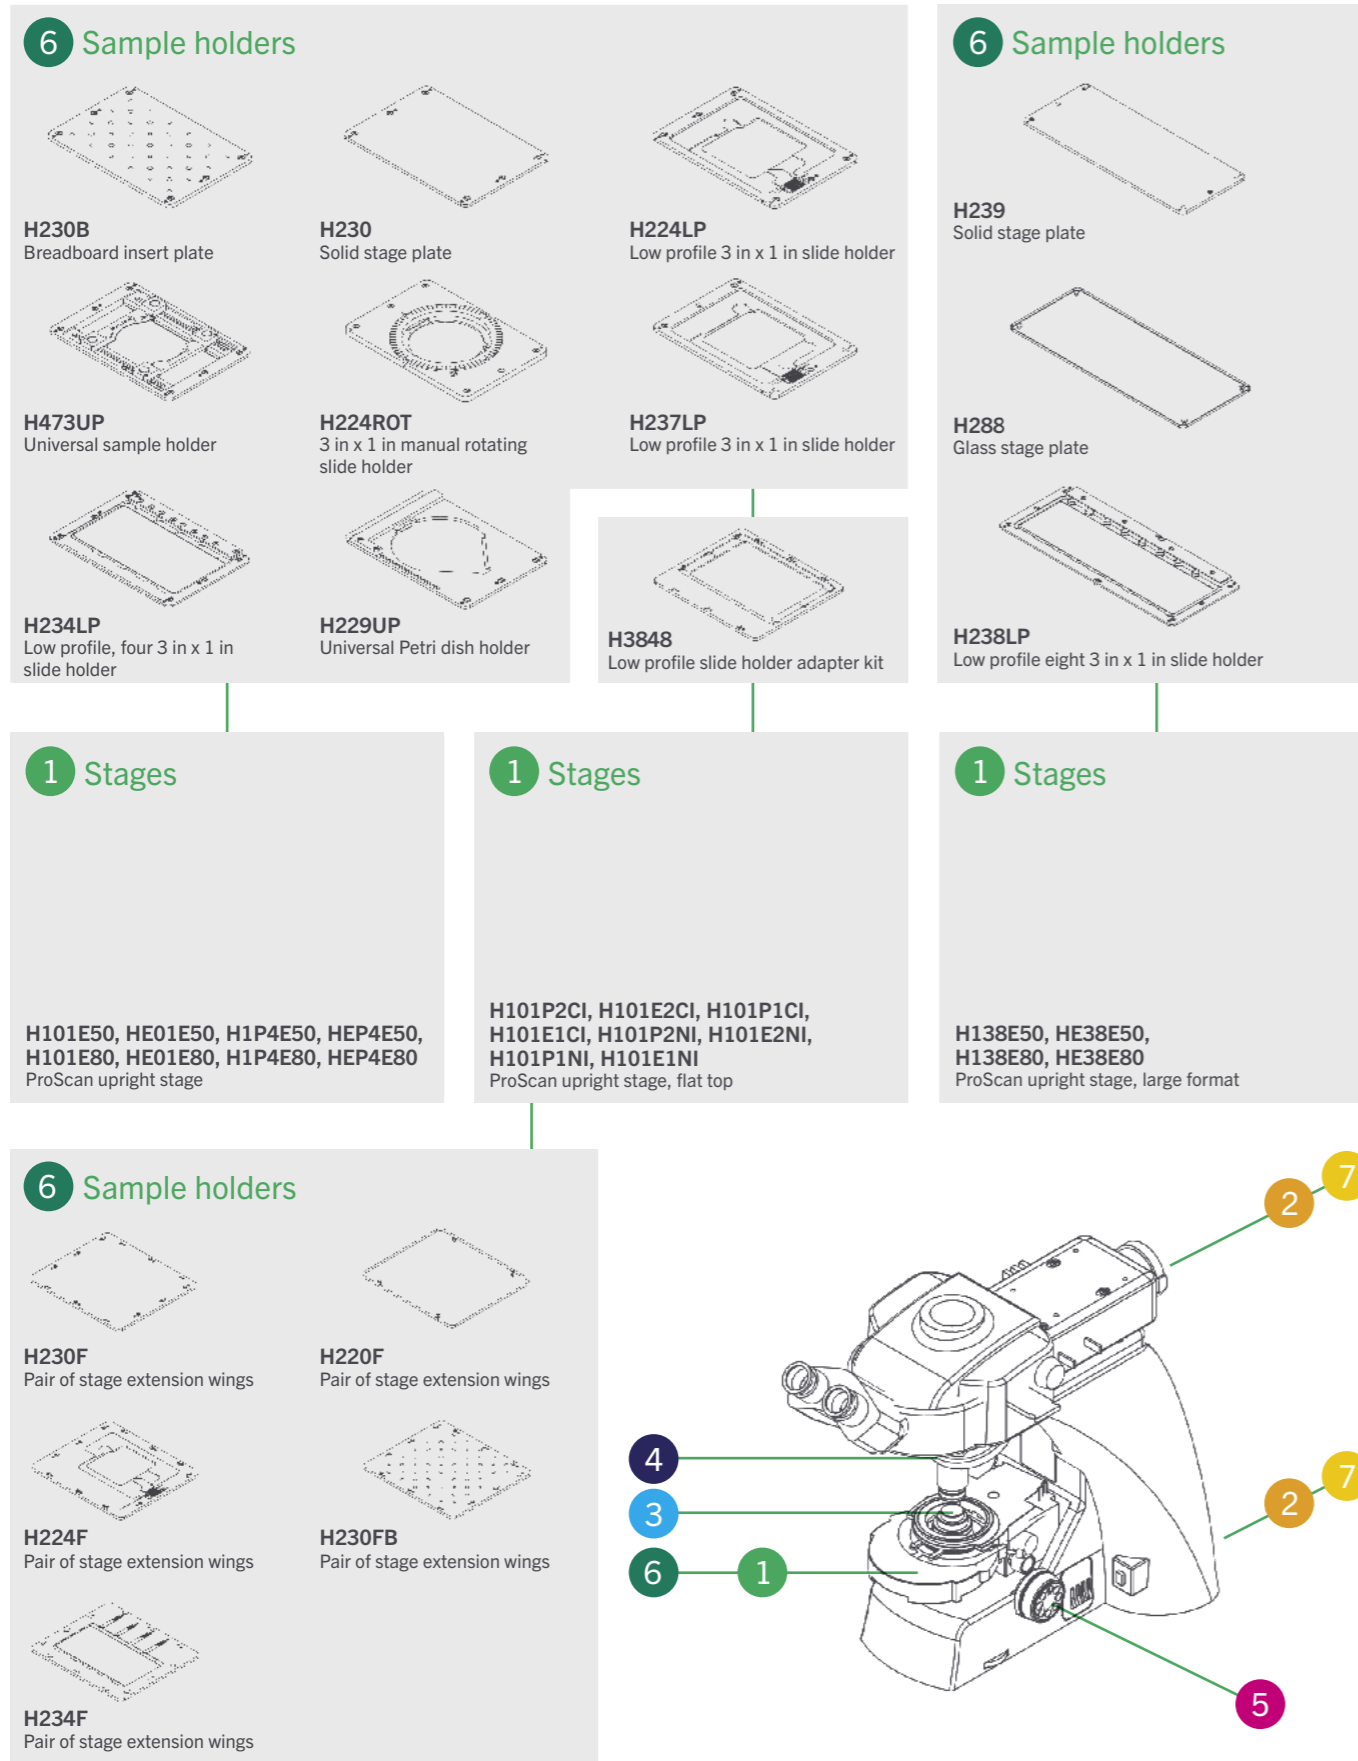 6 Sample holders
H230B
Breadboard insert plate
H230
Solid stage plate
H224LP
Low profile 3 in x 1 in slide holder
H473UP
Universal sample holder
H224ROT
3 in x 1 in manual rotating
slide holder
H237LP
Low profile 3 in x 1 in slide holder
H234LP
Low profile, four 3 in x 1 in
slide holder
H229UP
Universal Petri dish holder
H3848
Low profile slide holder adapter kit
6 Sample holders
H239
Solid stage plate
H288
Glass stage plate
H238LP
Low profile eight 3 in x 1 in slide holder
1 Stages
H101E50, HE01E50, H1P4E50, HEP4E50,
H101E80, HE01E80, H1P4E80, HEP4E80
ProScan upright stage
1 Stages
H101P2CI, H101E2CI, H101P1CI,
H101E1CI, H101P2NI, H101E2NI,
H101P1NI, H101E1NI
ProScan upright stage, flat top
1 Stages
H138E50, HE38E50,
H138E80, HE38E80
ProScan upright stage, large format
6 Sample holders
H230F
Pair of stage extension wings
H220F
Pair of stage extension wings
H224F
Pair of stage extension wings
H230FB
Pair of stage extension wings
H234F
Pair of stage extension wings
7
2
4
7
3
2
6
1
5